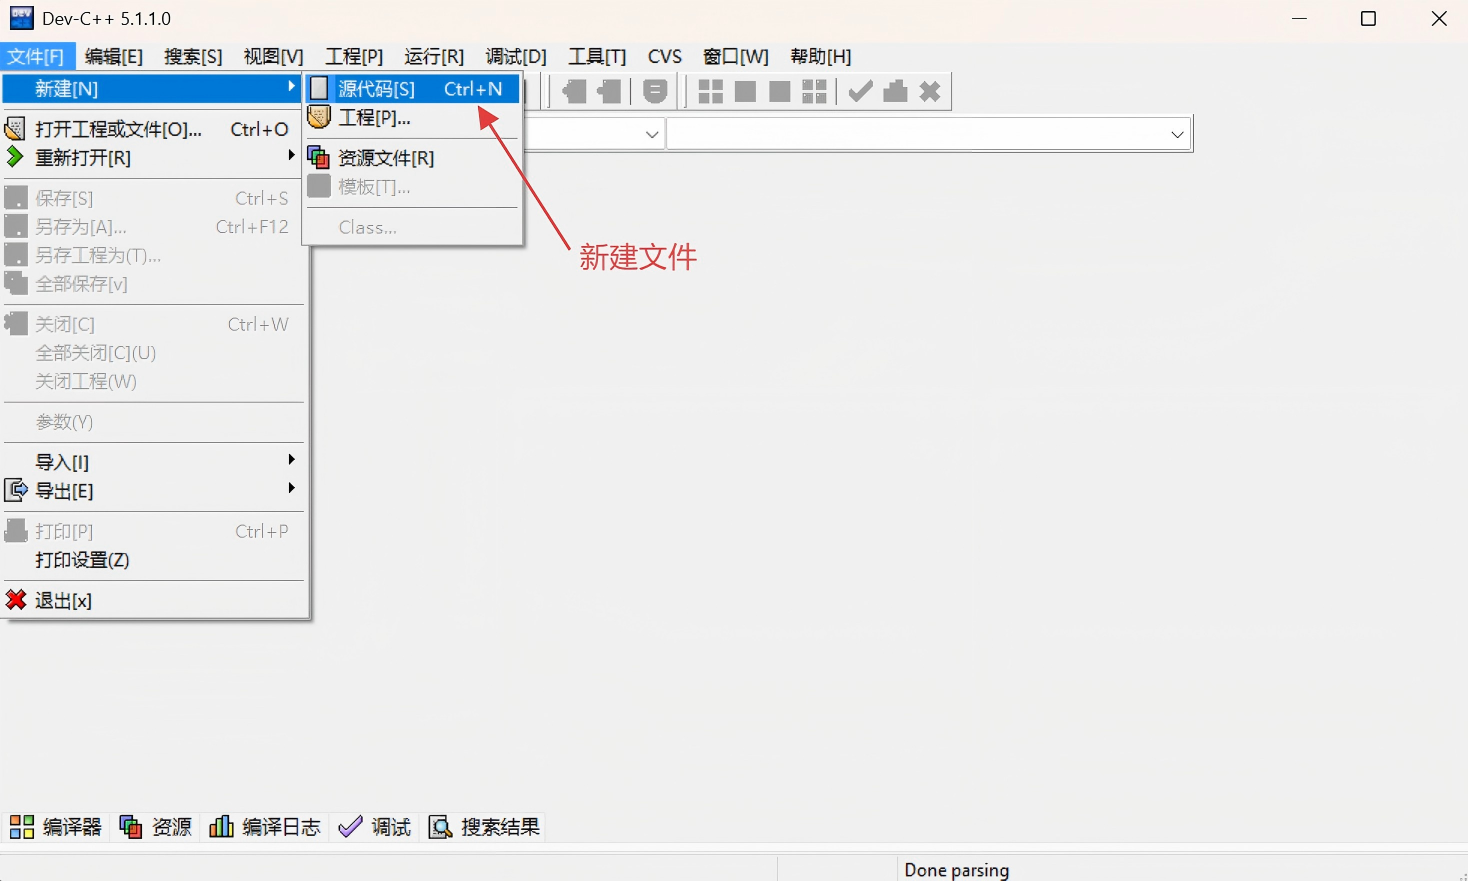 Dev-C++ 5.1.1.0
文件[F] 编辑[E] 搜索[S] 视图[V] 工程[P] 运行[R] 调试[D] 工具[T] CVS 窗口[W] 帮助[H]
新建[N]
源代码[S] Ctrl+N
工程[P]...
打开工程或文件[O]... Ctrl+O
重新打开[R]
资源文件[R]
模板[T]...
保存[S] Ctrl+S
另存为[A]... Ctrl+F12
Class...
另存工程为(T)...
新建文件
全部保存[v]
关闭[C] Ctrl+W
全部关闭[C](U)
关闭工程(W)
参数(Y)
导入[I]
导出[E]
打印[P] Ctrl+P
打印设置(Z)
退出[x]
编译器 资源 编译日志 调试 搜索结果
Done parsing